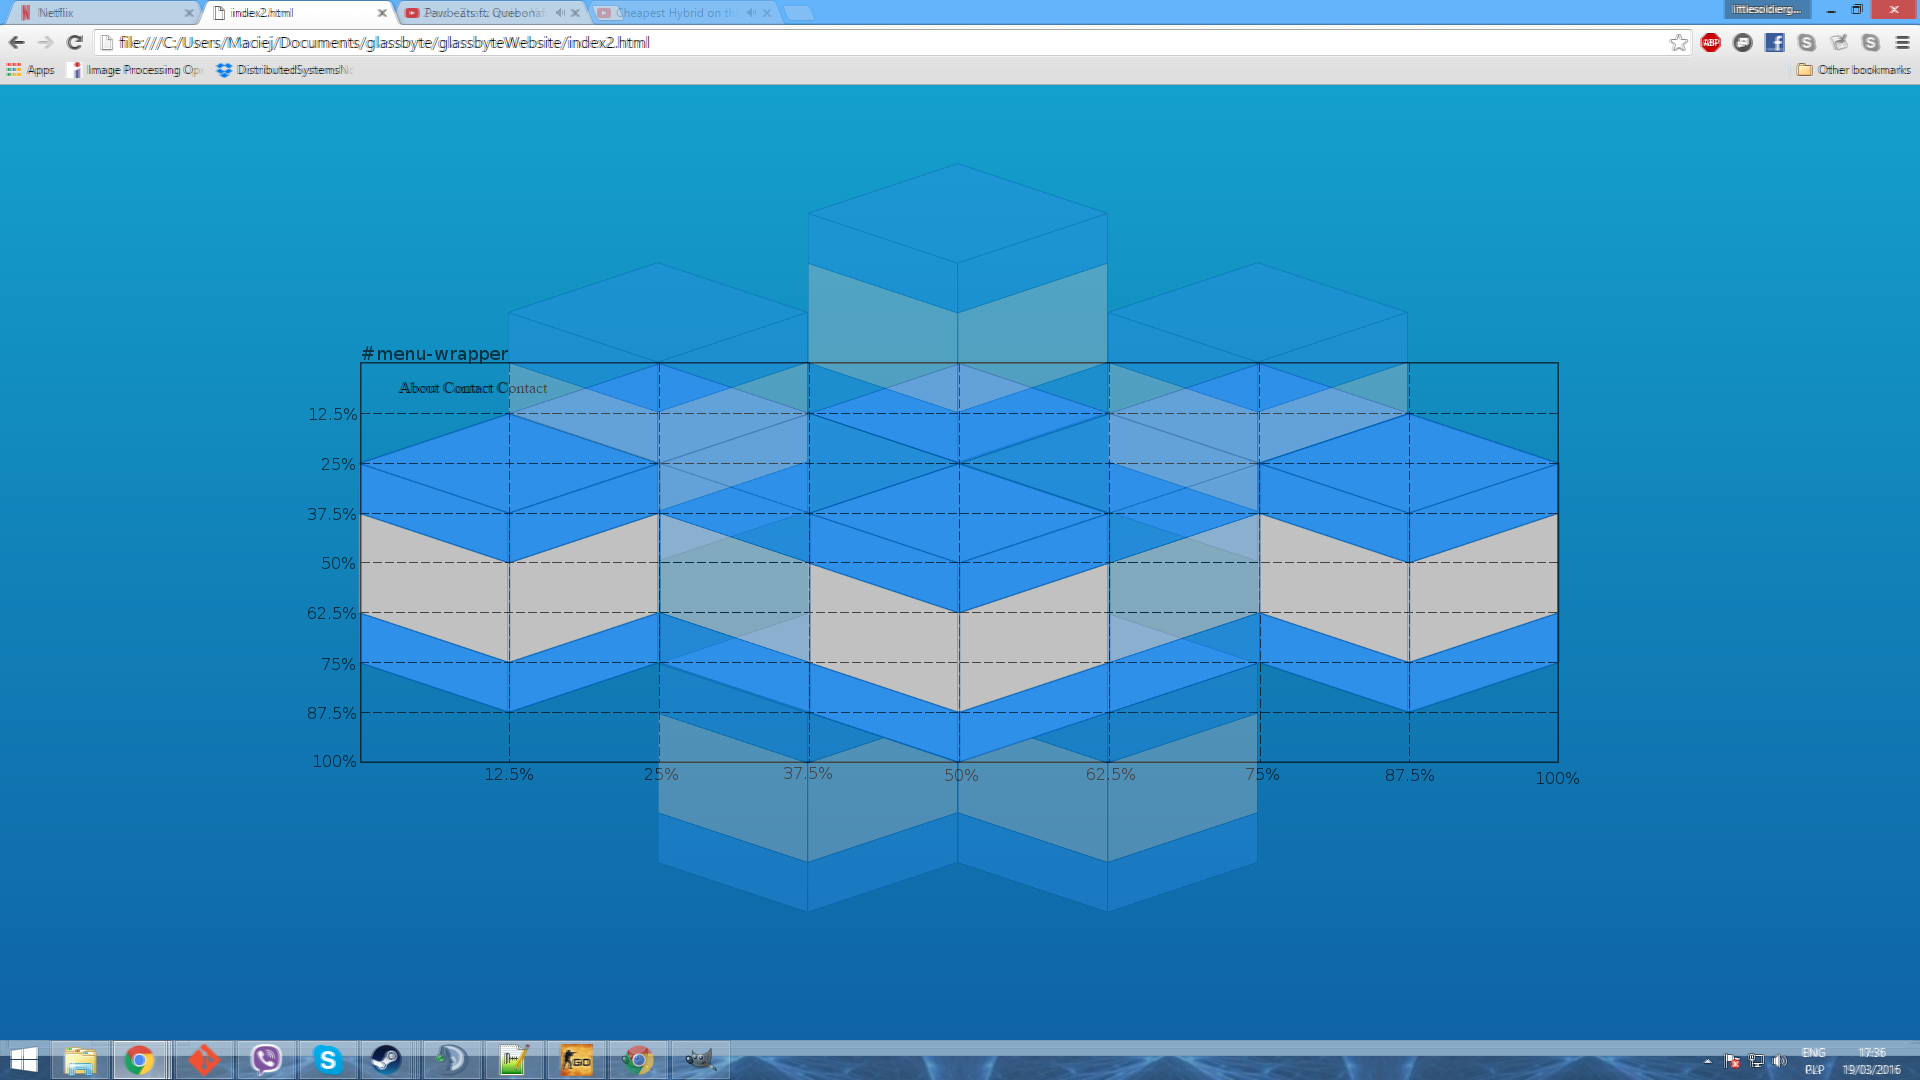 Netflix
index2.html
Cheapest Hybrid on th
littlesoldierg...
file:///C:/Users/Maciej/Documents/glassbyte/glassbyteWebsite/index2.html
ABP
Apps
Image Processing Op
Other bookmarks
#menu-wrapper
About Contact Contact
12.5%
25%
37.5%
50%
62.5%
75%
87.5%
100%
12.5% 25% 37.5% 50% 62.5% 75% 87.5% 100%
GO
ENG
17:36
PLP
19/03/2016